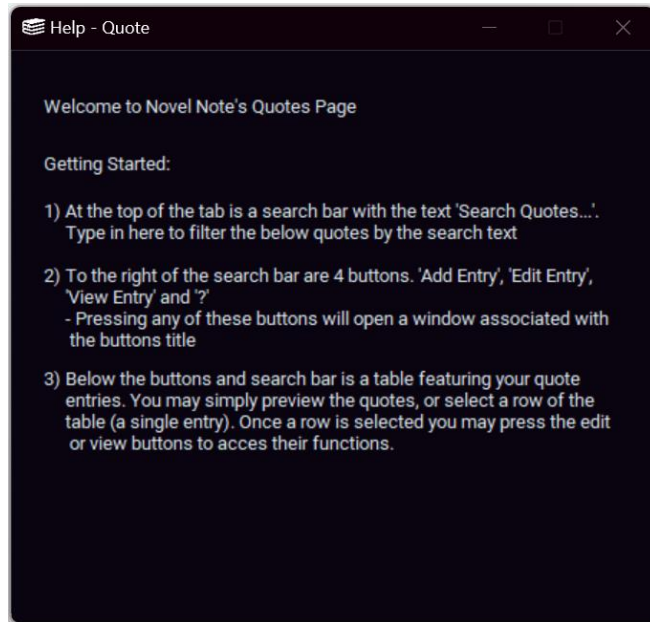 Help - Quote
Welcome to Novel Note's Quotes Page
Getting Started:
1) At the top of the tab is a search bar with the text 'Search Quotes...'.
Type in here to filter the below quotes by the search text
2) To the right of the search bar are 4 buttons. 'Add Entry', 'Edit Entry',
'View Entry' and '?'
- Pressing any of these buttons will open a window associated with
the buttons title
3) Below the buttons and search bar is a table featuring your quote
entries. You may simply preview the quotes, or select a row of the
table (a single entry). Once a row is selected you may press the edit
or view buttons to acces their functions.